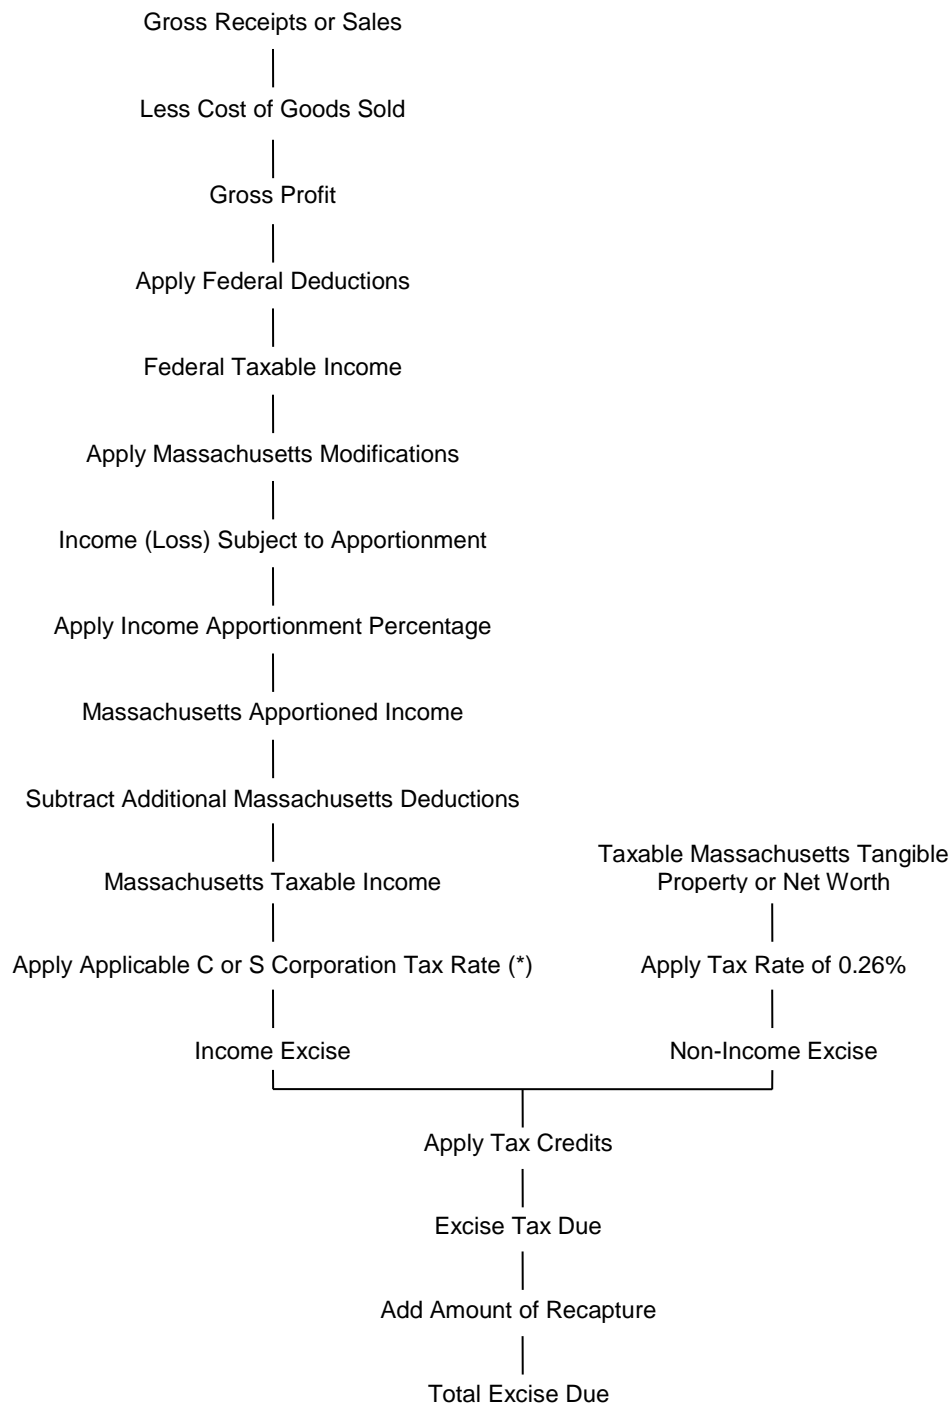 Gross Receipts or Sales
Less Cost of Goods Sold
Gross Profit
Apply Federal Deductions
Federal Taxable Income
Apply Massachusetts Modifications
Income (Loss) Subject to Apportionment
Apply Income Apportionment Percentage
Massachusetts Apportioned Income
Subtract Additional Massachusetts Deductions
Massachusetts Taxable Income
Taxable Massachusetts Tangible
Property or Net Worth
Apply Applicable C or S Corporation Tax Rate (*)
Apply Tax Rate of 0.26%
Income Excise
Non-Income Excise
Apply Tax Credits
Excise Tax Due
Add Amount of Recapture
Total Excise Due